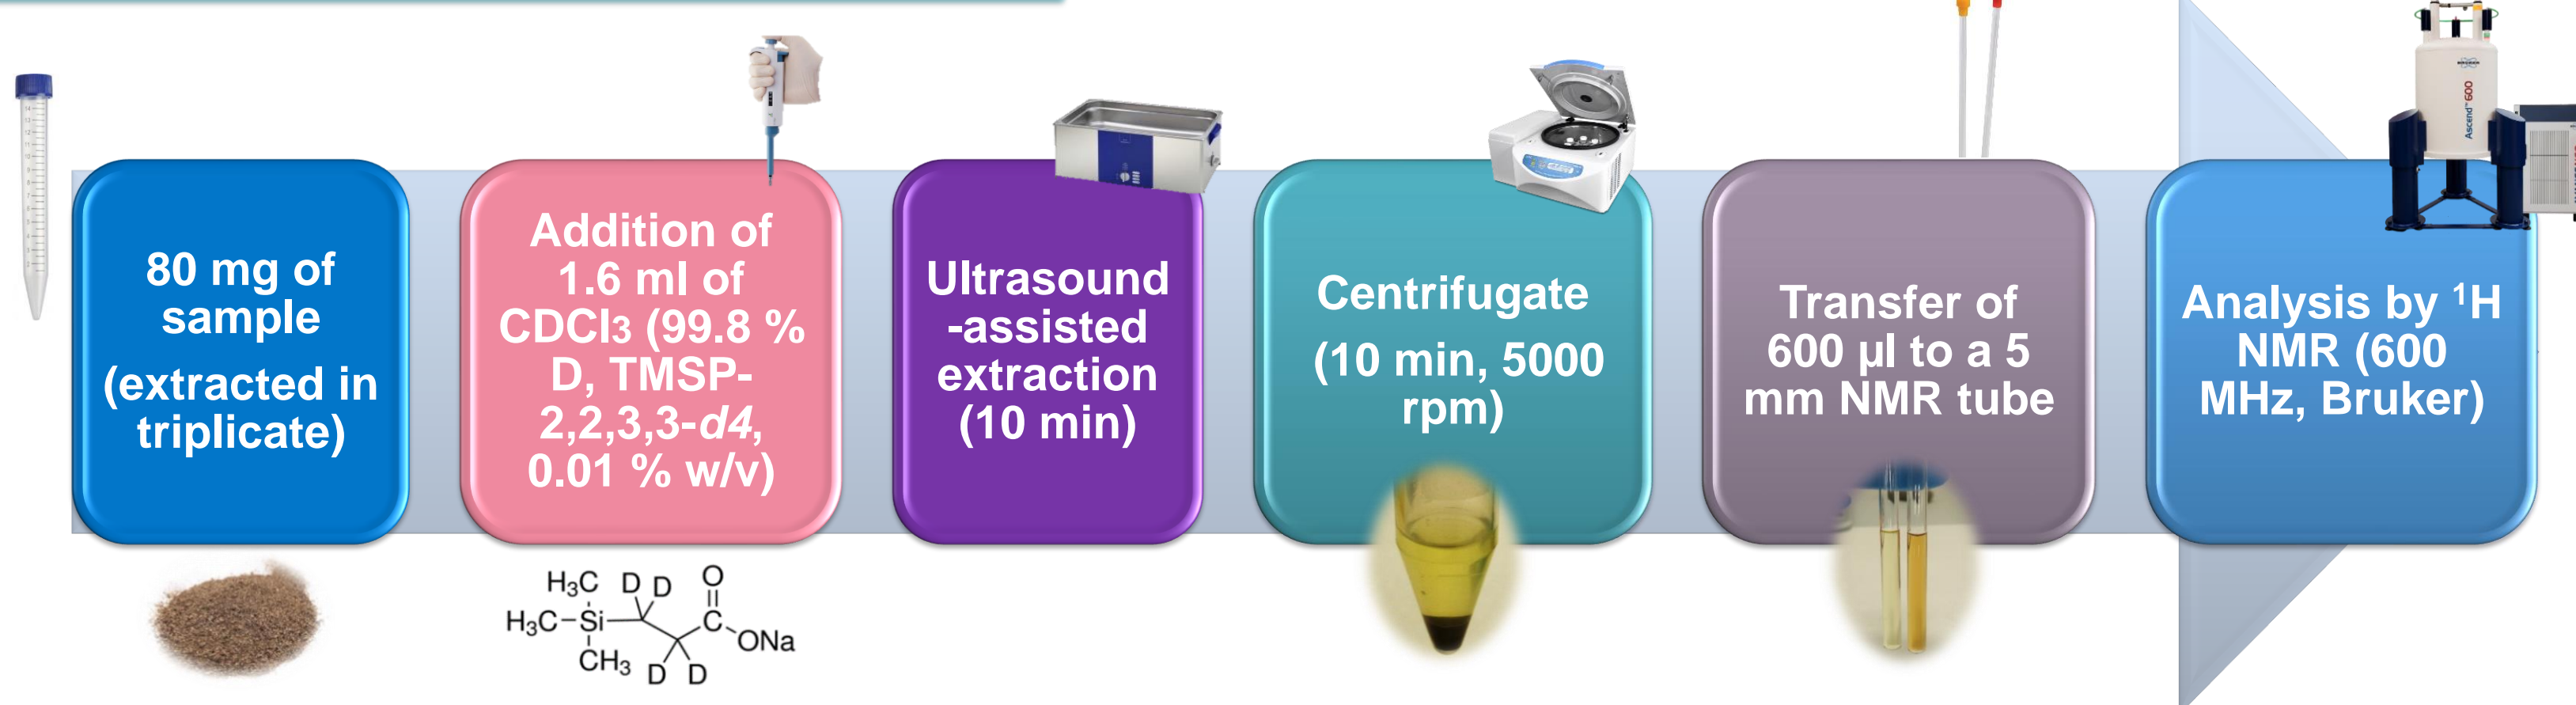 80 mg of
sample
(extracted in
triplicate)
Addition of
1.6 ml of
CDCl3 (99.8 %
D, TMSP-
2,2,3,3-d4,
0.01 % w/v)
Ultrasound
-assisted
extraction
(10 min)
Centrifugate
(10 min, 5000
rpm)
Transfer of
600 µl to a 5
mm NMR tube
Analysis by ¹H
NMR (600
MHz, Bruker)
Ascend™ 600
H₃C D D O
H₃C-Si C
ONa
CH₃ D D